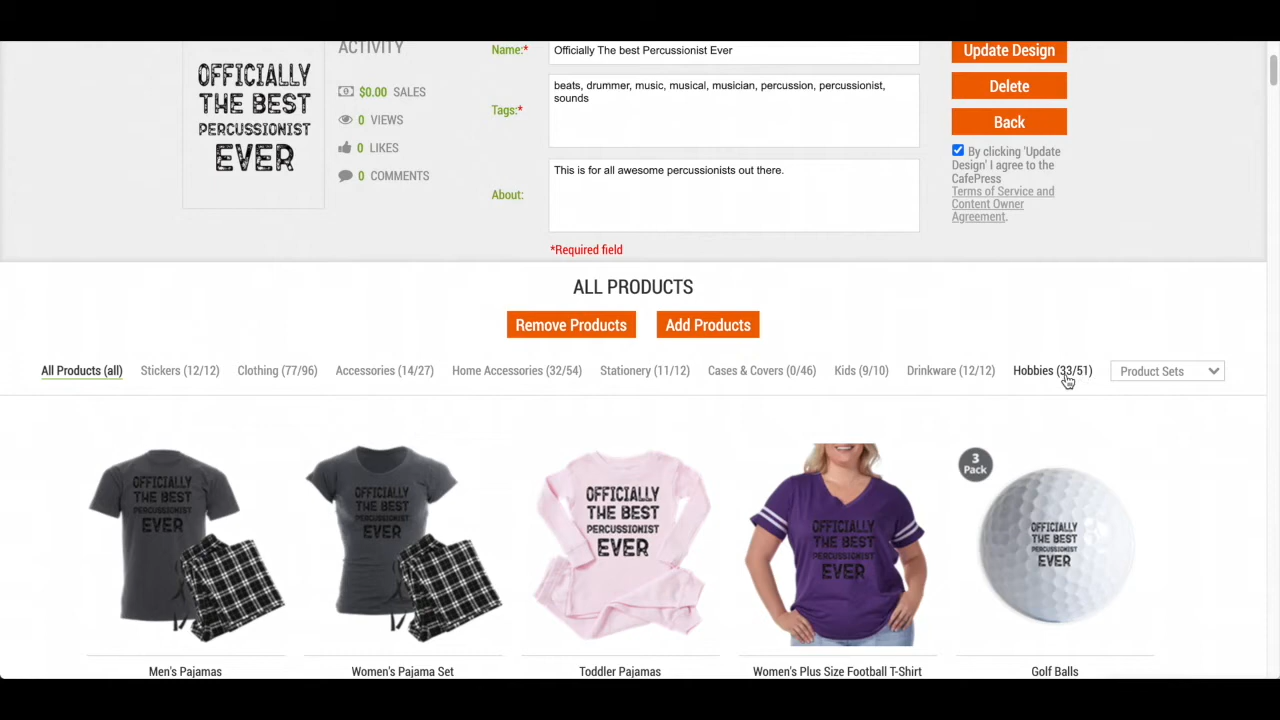 OFFICIALLY
THE BEST
PERCUSSIONIST
EVER
ACTIVITY
$0.00 SALES
0 VIEWS
0 LIKES
0 COMMENTS
Name:*
Officially The best Percussionist Ever
Tags:*
beats, drummer, music, musical, musician, percussion, percussionist,
sounds
About:
This is for all awesome percussionists out there.
*Required field
Update Design
Delete
Back
By clicking 'Update
Design' I agree to the
CafePress
Terms of Service and
Content Owner
Agreement.
ALL PRODUCTS
Remove Products
Add Products
All Products (all)
Stickers (12/12)
Clothing (77/96)
Accessories (14/27)
Home Accessories (32/54)
Stationery (11/12)
Cases & Covers (0/46)
Kids (9/10)
Drinkware (12/12)
Hobbies (33/51)
Product Sets
OFFICIALLY
THE BEST
PERCUSSIONIST
EVER
Men's Pajamas
OFFICIALLY
THE BEST
PERCUSSIONIST
EVER
Women's Pajama Set
OFFICIALLY
THE BEST
PERCUSSIONIST
EVER
Toddler Pajamas
OFFICIALLY
THE BEST
PERCUSSIONIST
EVER
Women's Plus Size Football T-Shirt
3
Pack
OFFICIALLY
THE BEST
PERCUSSIONIST
EVER
Golf Balls